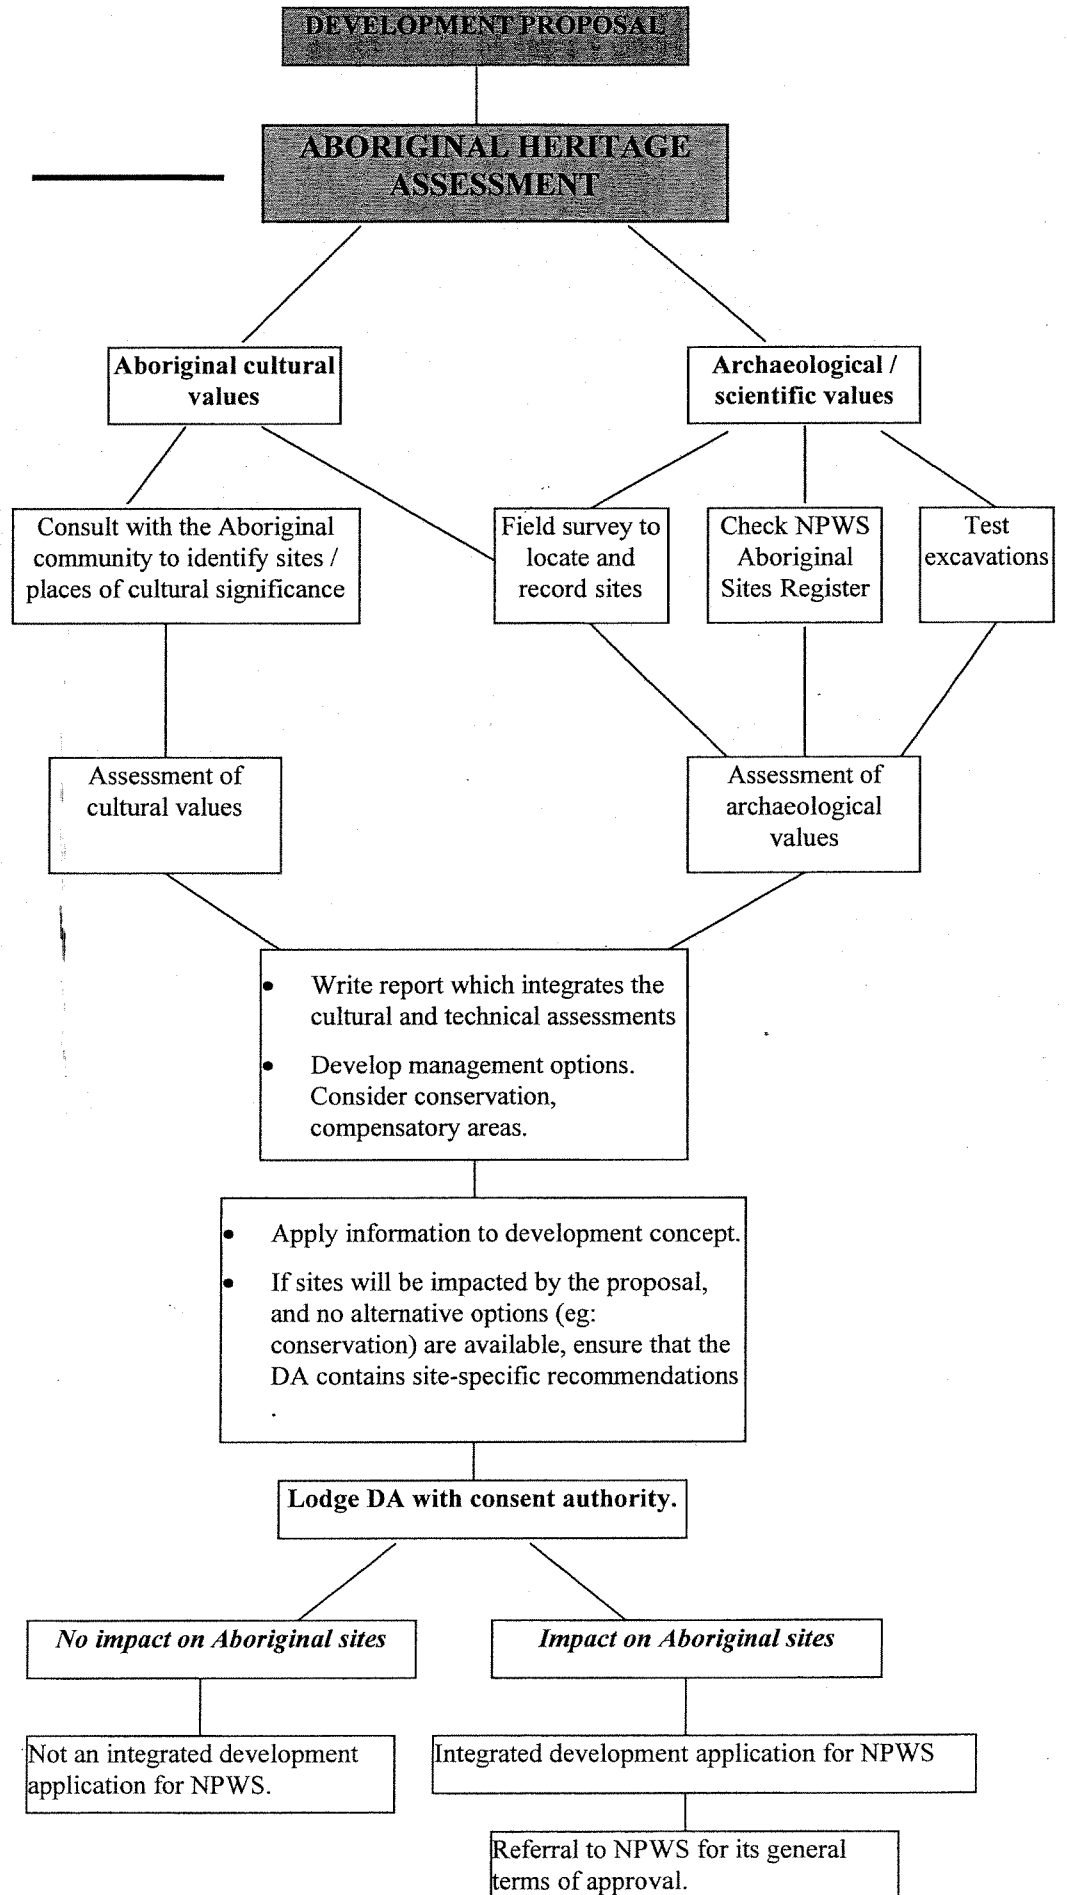 DEVELOPMENT PROPOSAL
ABORIGINAL HERITAGE
ASSESSMENT
Aboriginal cultural
values
Archaeological /
scientific values
Consult with the Aboriginal
community to identify sites /
places of cultural significance
Field survey to
locate and
record sites
Check NPWS
Aboriginal
Sites Register
Test
excavations
Assessment of
cultural values
Assessment of
archaeological
values
• Write report which integrates the
cultural and technical assessments
• Develop management options.
Consider conservation,
compensatory areas.
• Apply information to development concept.
• If sites will be impacted by the proposal,
and no alternative options (eg:
conservation) are available, ensure that the
DA contains site-specific recommendations
.
Lodge DA with consent authority.
No impact on Aboriginal sites
Impact on Aboriginal sites
Not an integrated development
application for NPWS.
Integrated development application for NPWS
Referral to NPWS for its general
terms of approval.